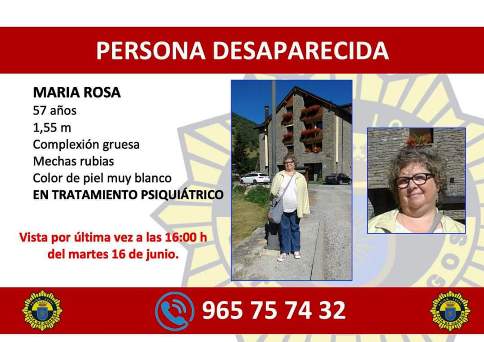 PERSONA DESAPARECIDA
MARIA ROSA
57 años
1,55 m
Complexión gruesa
Mechas rubias
Color de piel muy blanco
EN TRATAMIENTO PSIQUIÁTRICO
Vista por última vez a las 16:00 h
del martes 16 de junio.
965 75 74 32